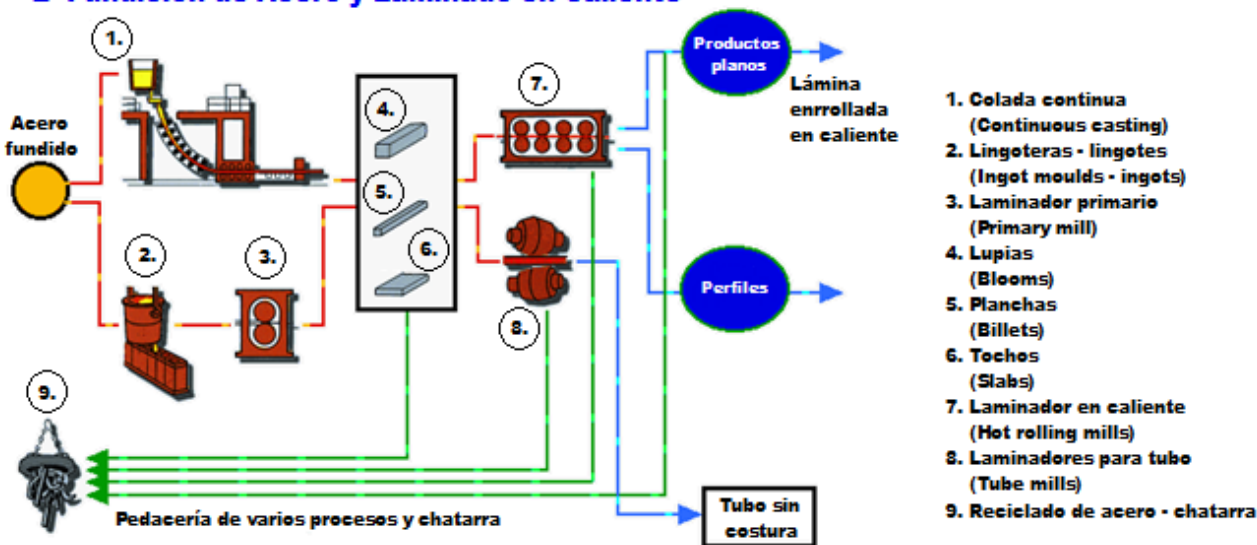 1.
Acero
fundido
2.
3.
4.
5.
6.
7.
8.
9.
Productos
planos
Lámina
enrrollada
en caliente
Perfiles
Tubo sin
costura
Pedacería de varios procesos y chatarra
1. Colada continua
(Continuous casting)
2. Lingoteras - lingotes
(Ingot moulds - ingots)
3. Laminador primario
(Primary mill)
4. Lupias
(Blooms)
5. Planchas
(Billets)
6. Tochos
(Slabs)
7. Laminador en caliente
(Hot rolling mills)
8. Laminadores para tubo
(Tube mills)
9. Reciclado de acero - chatarra